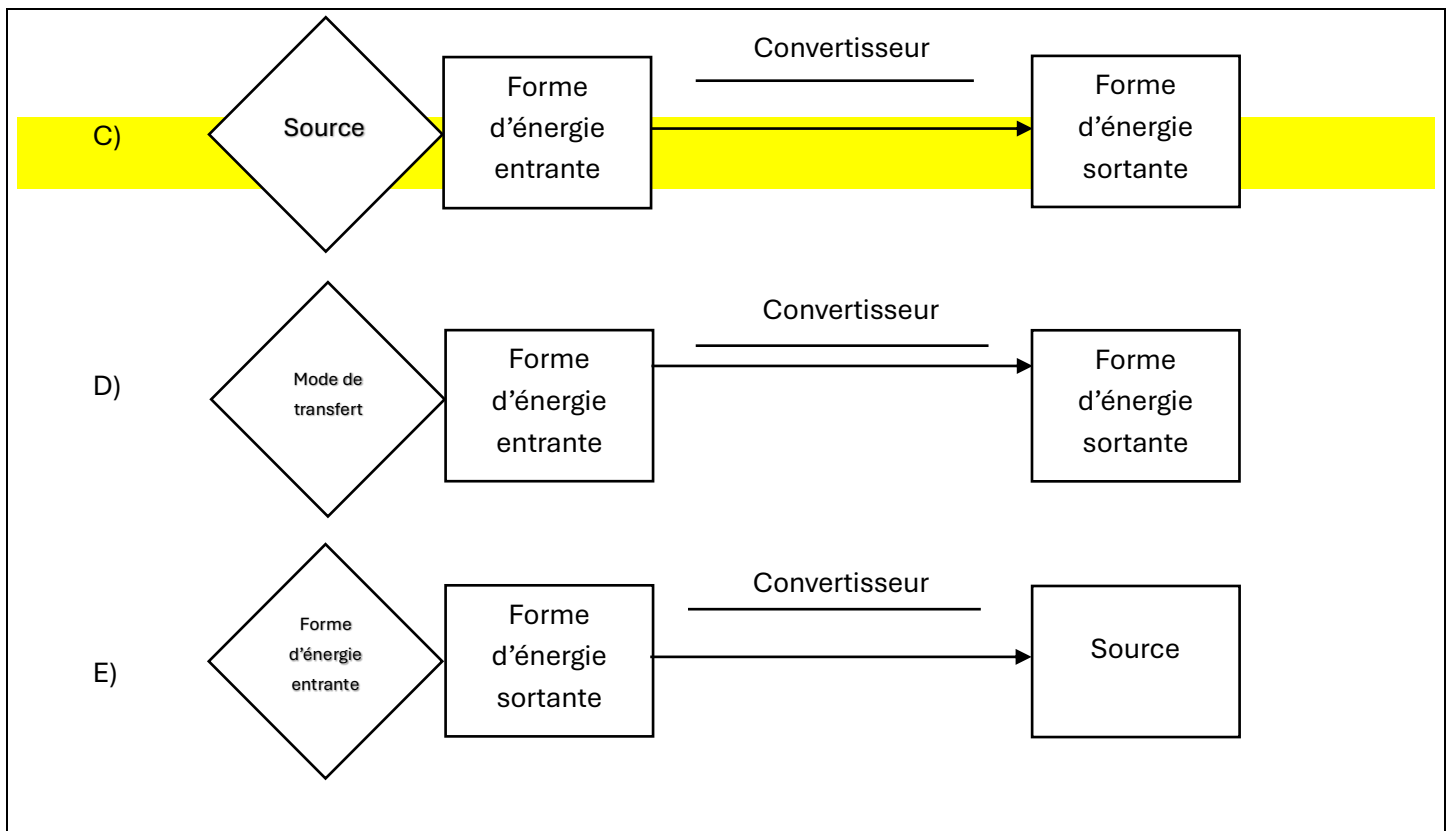 Convertisseur
C)
Source
Forme
d’énergie
entrante
Forme
d’énergie
sortante
Convertisseur
D)
Mode de
transfert
Forme
d’énergie
entrante
Forme
d’énergie
sortante
Convertisseur
E)
Forme
d’énergie
entrante
Forme
d’énergie
sortante
Source